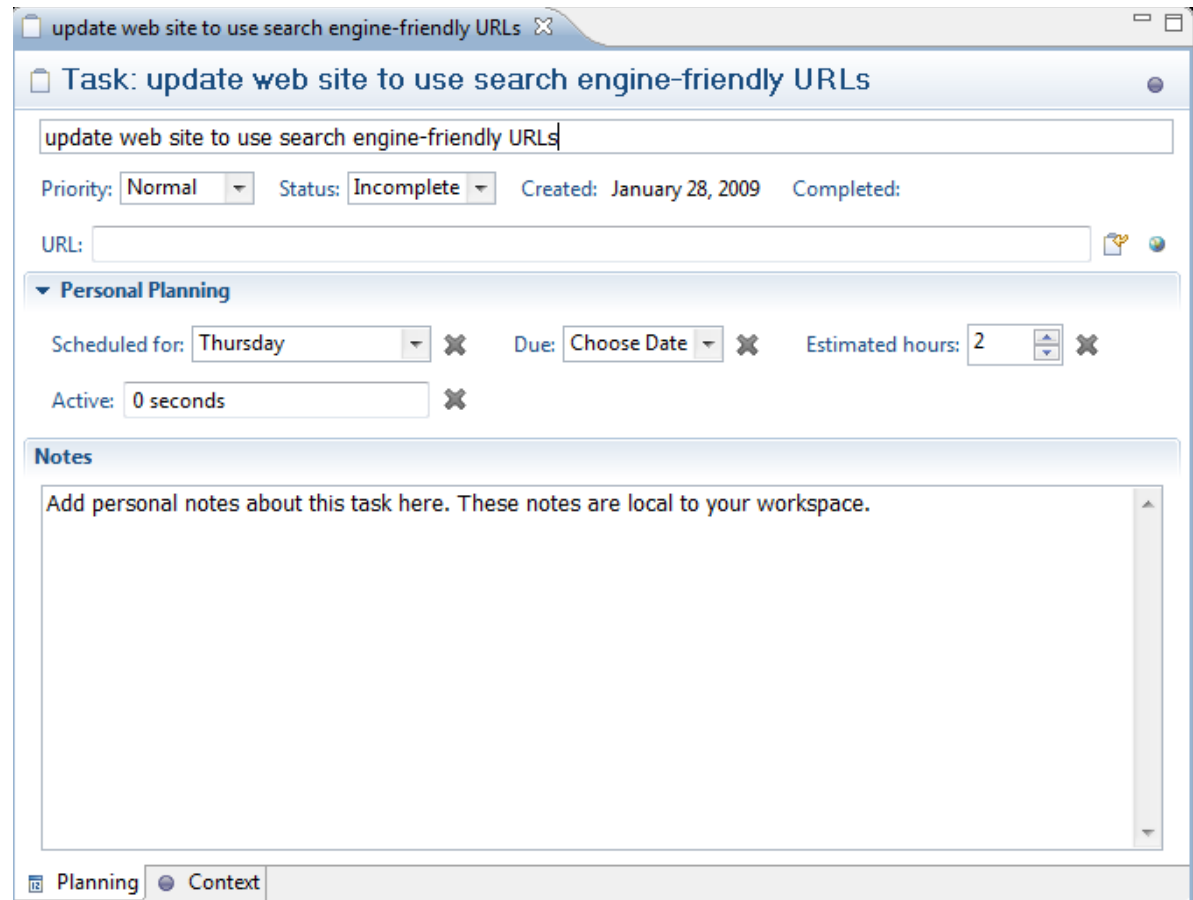 update web site to use search engine-friendly URLs
Task: update web site to use search engine-friendly URLs
update web site to use search engine-friendly URLs
Priority: Normal Status: Incomplete Created: January 28, 2009 Completed:
URL:
Personal Planning
Scheduled for: Thursday Due: Choose Date Estimated hours: 2
Active: 0 seconds
Notes
Add personal notes about this task here. These notes are local to your workspace.
12 Planning Context